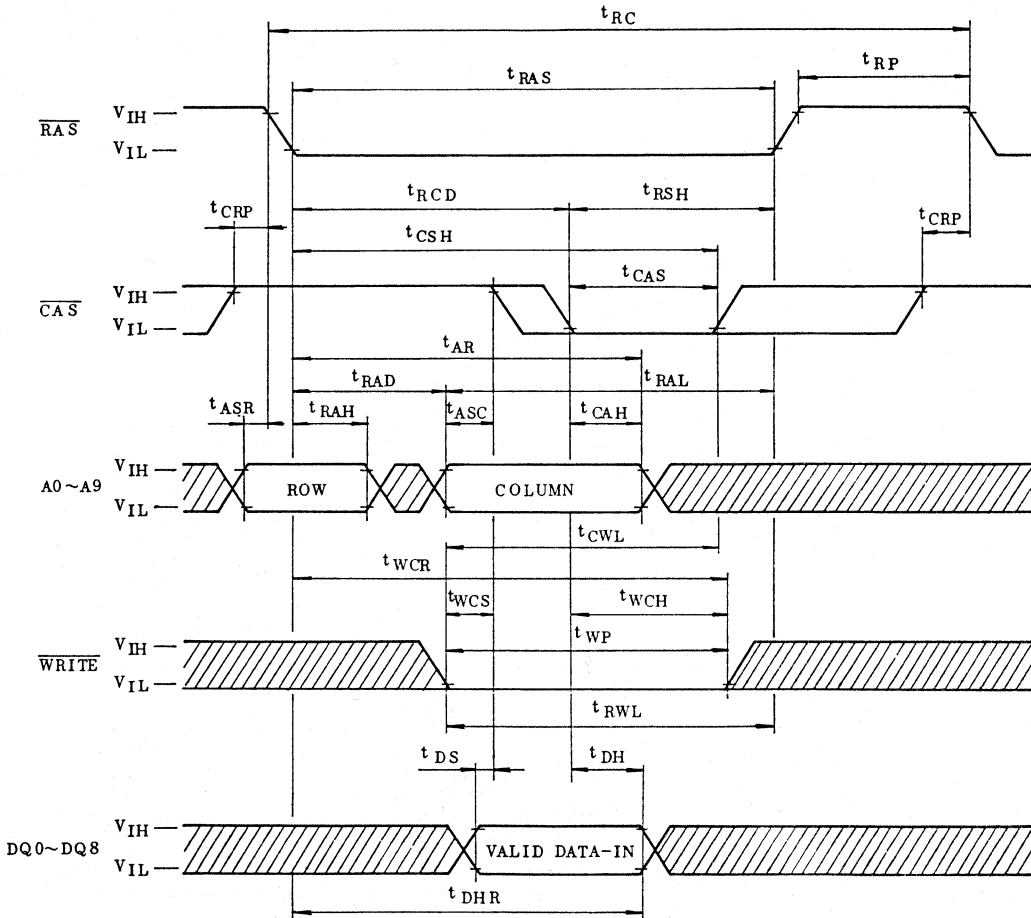 tRC
tRP
tRAS
RAS
VIH
VIL
tRCD
tRSH
tCRP
tCSH
tCRP
tCAS
CAS
VIH
VIL
tAR
tRAD
tRAL
tASR
tRAH
tASC
tCAH
A0~A9
VIH
VIL
ROW
COLUMN
tCWL
tWCR
tWCS
tWCH
tWP
WRITE
VIH
VIL
tRWL
tDS
tDH
DQ0~DQ8
VIH
VIL
VALID DATA-IN
tDHR